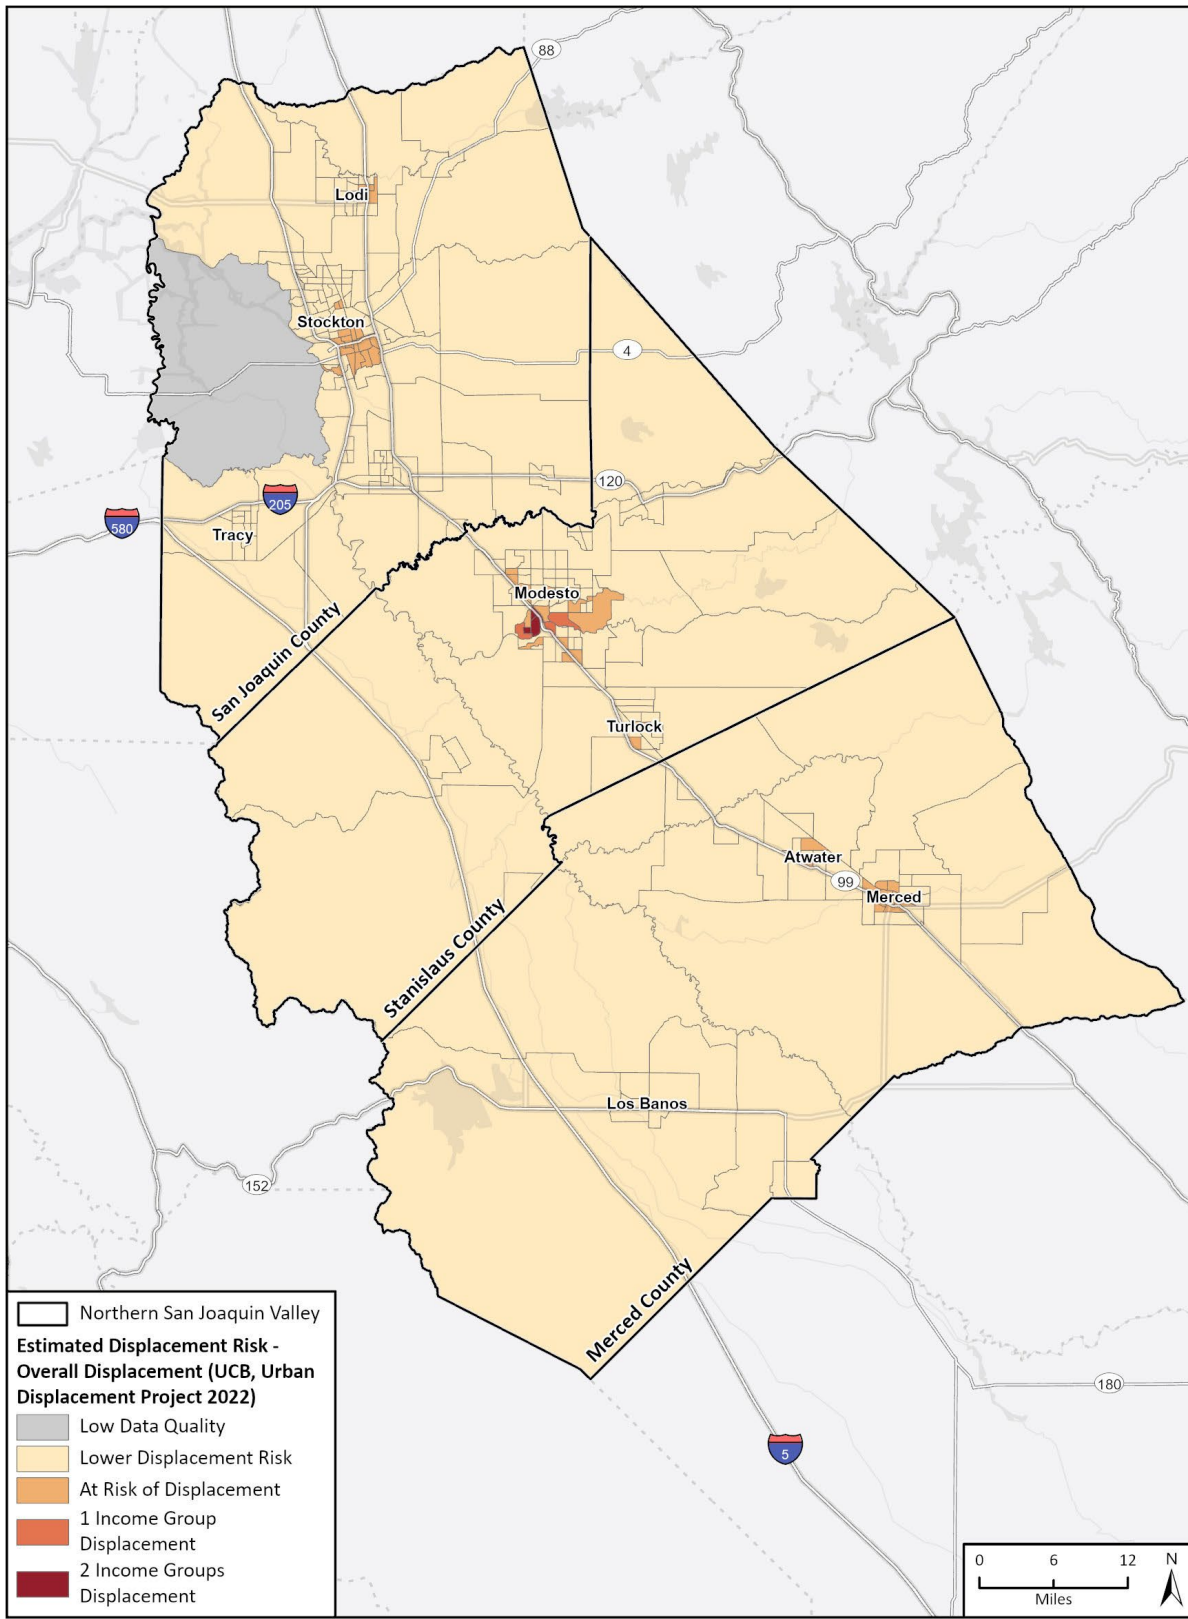 88
Lodi
Stockton
4
120
205
580
Tracy
Modesto
San Joaquin County
Turlock
Atwater
99
Merced
Stanislaus County
Los Banos
152
Merced County
180
5
Northern San Joaquin Valley
Estimated Displacement Risk -
Overall Displacement (UCB, Urban
Displacement Project 2022)
Low Data Quality
Lower Displacement Risk
At Risk of Displacement
1 Income Group
Displacement
2 Income Groups
Displacement
0 6 12 N
Miles